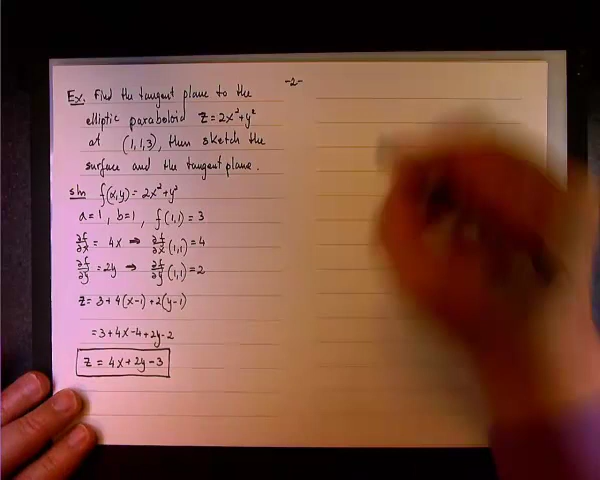 -2-
Ex. Find the tangent plane to the
elliptic paraboloid z = 2x²+y²
at (1,1,3), then sketch the
surface and the tangent plane.
sln f(x,y) = 2x²+y²
a=1, b=1, f(1,1) = 3
∂f/∂x = 4x ⇒ ∂f/∂x (1,1) = 4
∂f/∂y = 2y ⇒ ∂f/∂y (1,1) = 2
z = 3+4(x-1)+2(y-1)
= 3+4x-4+2y-2
z = 4x+2y-3